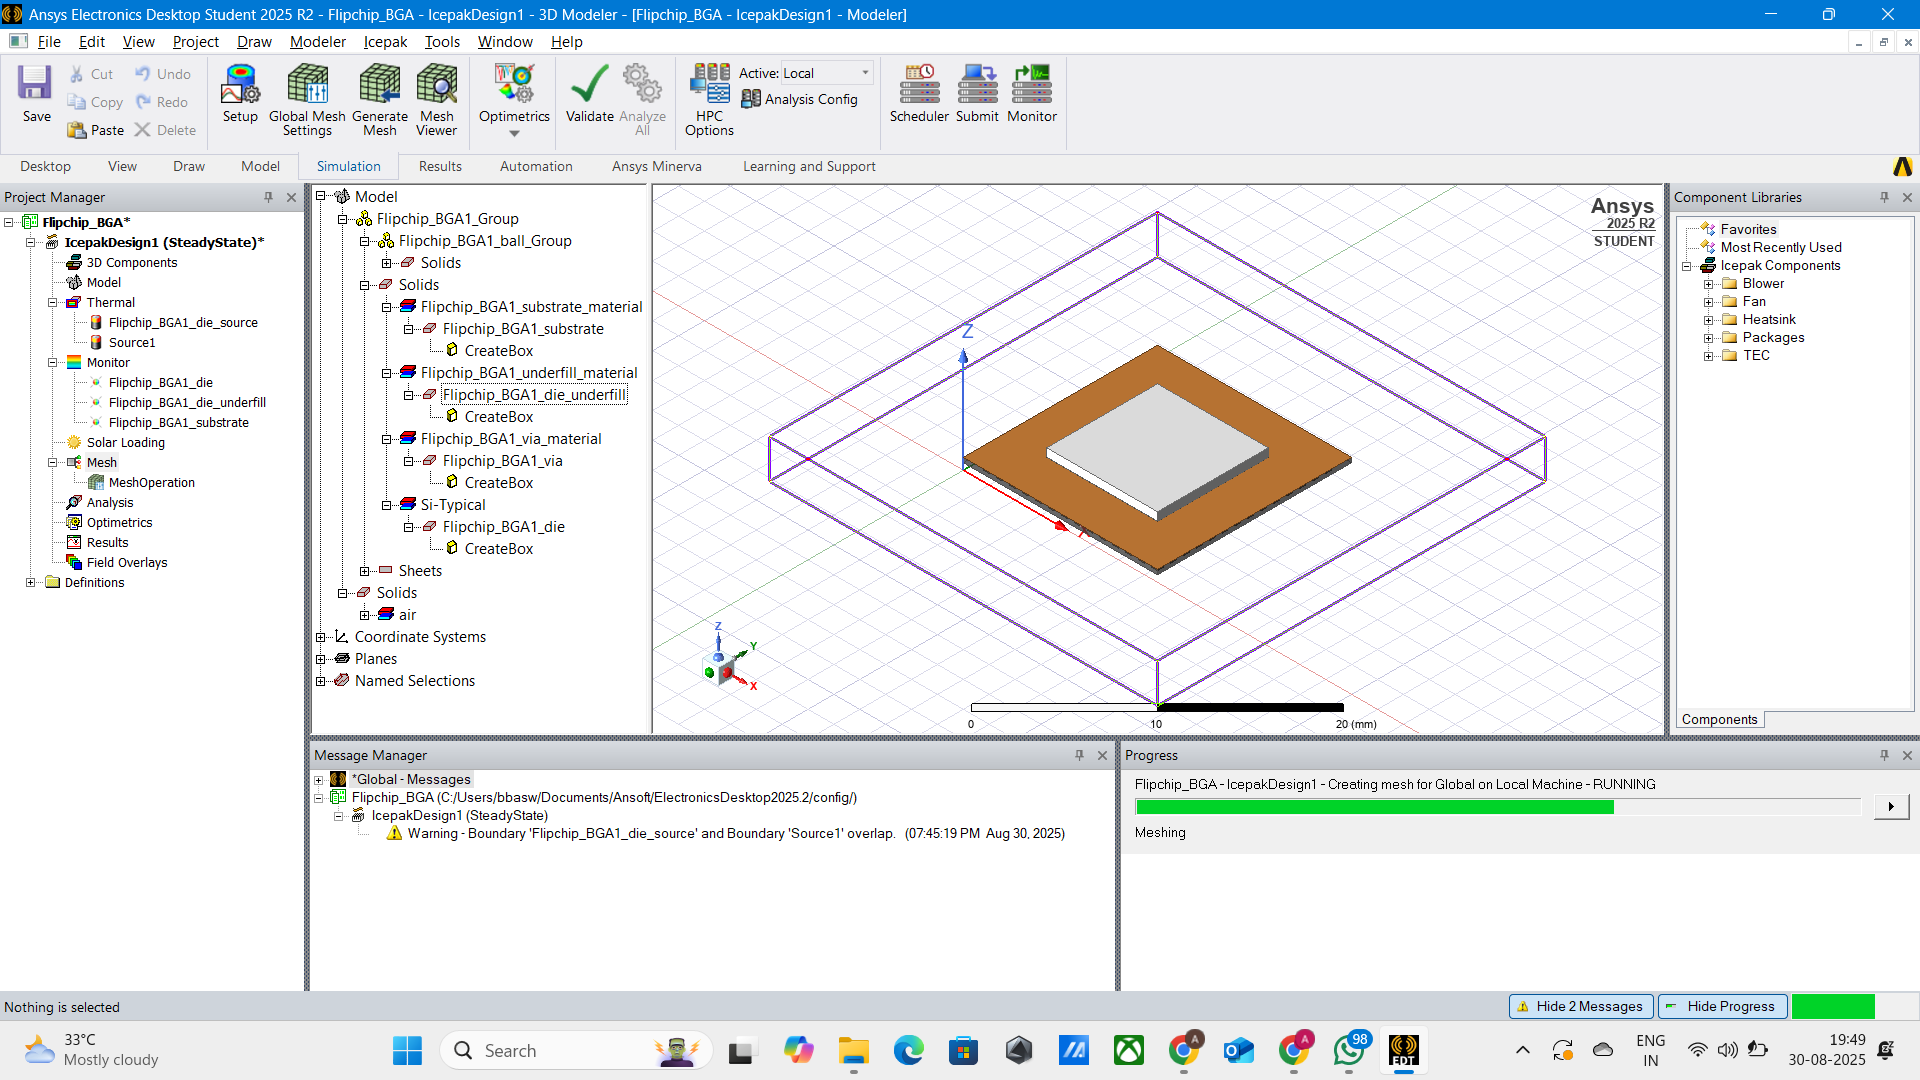 Ansys Electronics Desktop Student 2025 R2 - Flipchip_BGA - IcepakDesign1 - 3D Modeler - [Flipchip_BGA - IcepakDesign1 - Modeler]
File Edit View Project Draw Modeler Icepak Tools Window Help
Save
Cut
Copy
Paste
Undo
Redo
Delete
Setup
Global Mesh Settings
Generate Mesh
Mesh Viewer
Optimetrics
Validate
Analyze All
HPC Options
Active: Local
Analysis Config
Scheduler
Submit
Monitor
Desktop View Draw Model Simulation Results Automation Ansys Minerva Learning and Support
Project Manager
Flipchip_BGA*
IcepakDesign1 (SteadyState)*
3D Components
Model
Thermal
Flipchip_BGA1_die_source
Source1
Monitor
Flipchip_BGA1_die
Flipchip_BGA1_die_underfill
Flipchip_BGA1_substrate
Solar Loading
Mesh
MeshOperation
Analysis
Optimetrics
Results
Field Overlays
Definitions
Model
Flipchip_BGA1_Group
Flipchip_BGA1_ball_Group
Solids
Solids
Flipchip_BGA1_substrate_material
Flipchip_BGA1_substrate
CreateBox
Flipchip_BGA1_underfill_material
Flipchip_BGA1_die_underfill
CreateBox
Flipchip_BGA1_via_material
Flipchip_BGA1_via
CreateBox
Si-Typical
Flipchip_BGA1_die
CreateBox
Sheets
Solids
air
Coordinate Systems
Planes
Named Selections
Ansys
2025 R2
STUDENT
Z
X
Z
Y
X
0 10 20 (mm)
Component Libraries
Favorites
Most Recently Used
Icepak Components
Blower
Fan
Heatsink
Packages
TEC
Components
Message Manager
*Global - Messages
Flipchip_BGA (C:/Users/bbasw/Documents/Ansoft/ElectronicsDesktop2025.2/config/)
IcepakDesign1 (SteadyState)
Warning - Boundary 'Flipchip_BGA1_die_source' and Boundary 'Source1' overlap. (07:45:19 PM Aug 30, 2025)
Progress
Flipchip_BGA - IcepakDesign1 - Creating mesh for Global on Local Machine - RUNNING
Meshing
Nothing is selected
Hide 2 Messages
Hide Progress
33°C
Mostly cloudy
Search
A
A
98
EDT
ENG
IN
19:49
30-08-2025